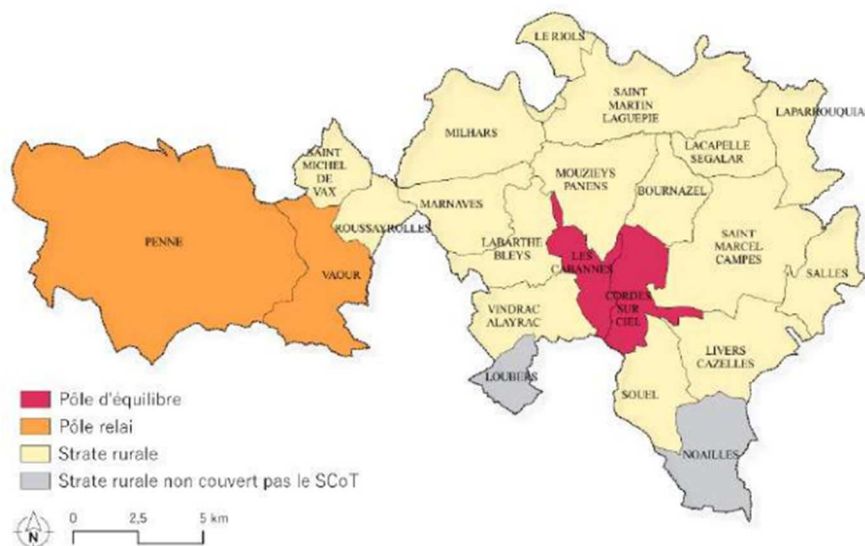 LE RIOLS
SAINT
MARTIN
LAGUEPIE
LAPARROUQUIAL
MILHARS
LACAPELLE
SEGALAR
SAINT
MICHEL
DE
VAX
MOUZIEYS
PANENS
BOURNAZEL
MARNAVES
ROUSSAYROLLES
PENNE
LABARTHE
BLEYS
SAINT
MARCEL
CAMPES
LES
CABANNES
VAOUR
SALLES
CORDES
SUR
CIEL
VINDRAC
ALAYRAC
LIVERS
CAZELLES
LOUBERS
SOUEL
NOAILLES
Pôle d'équilibre
Pôle relai
Strate rurale
Strate rurale non couvert pas le SCoT
N
0 2,5 5 km